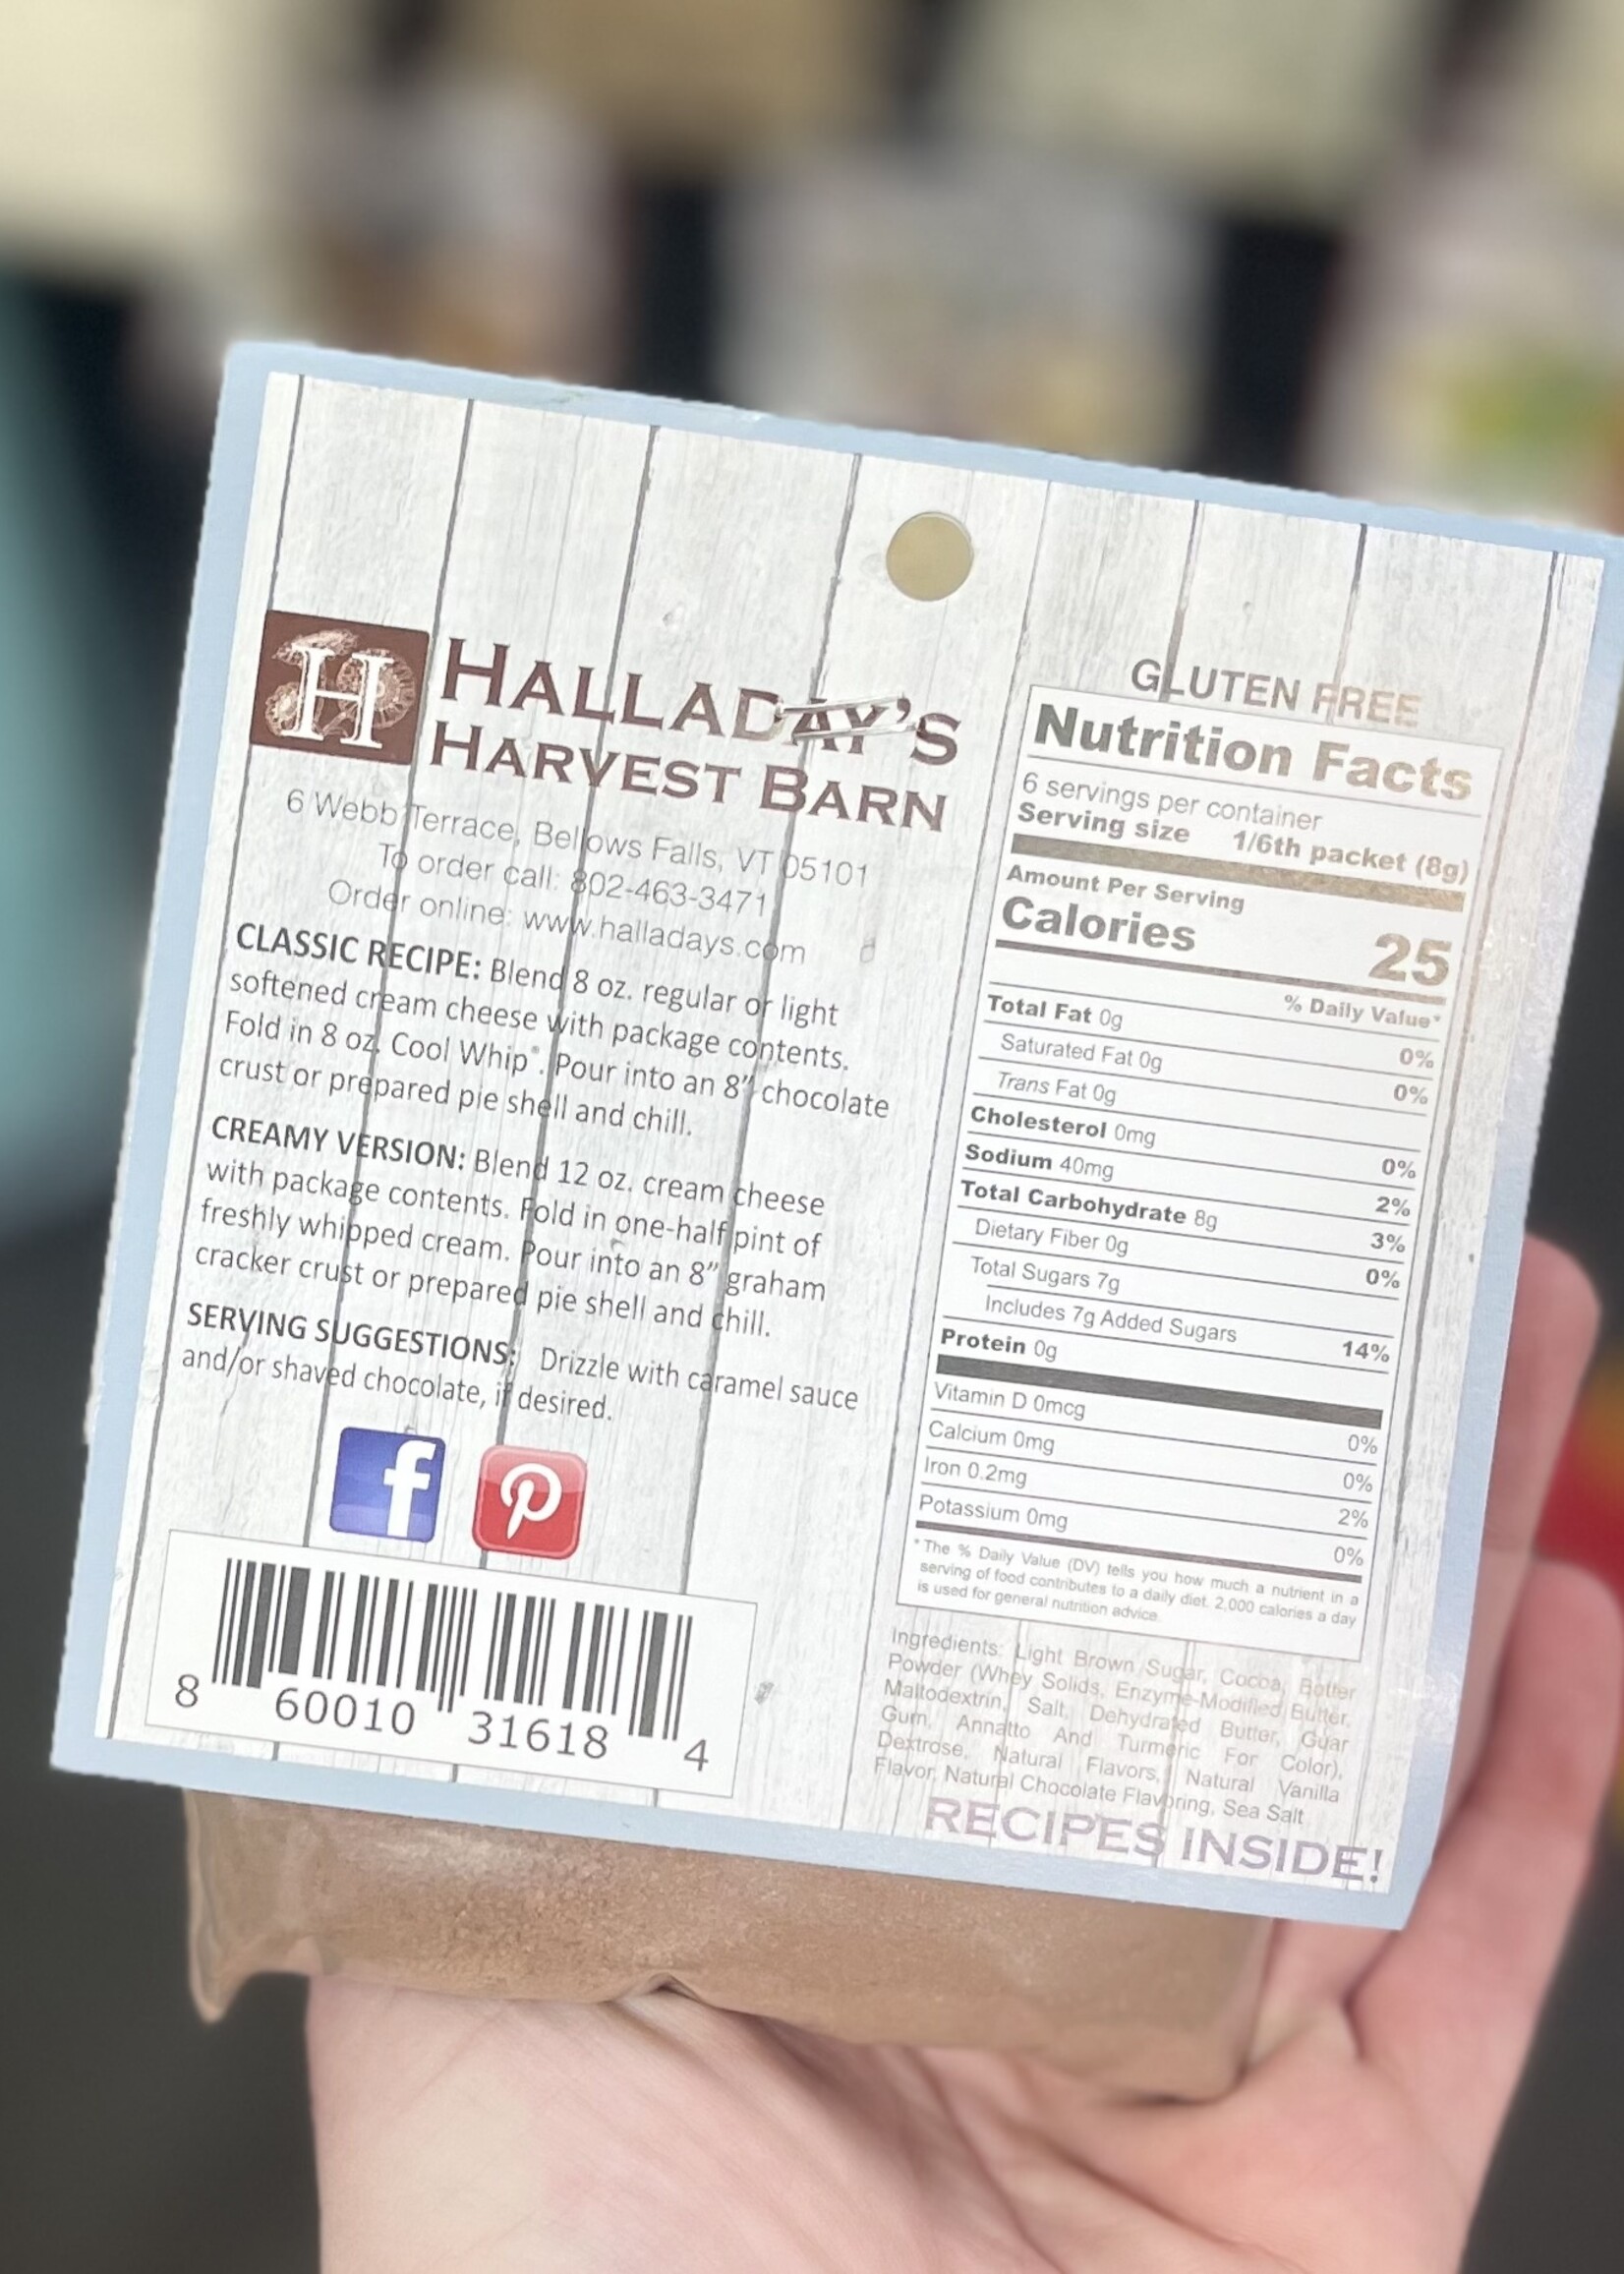 H
HALLADAY'S
HARVEST BARN
6 Webb Terrace, Bellows Falls, VT 05101
To order call: 802-463-3471
Order online: www.halladays.com
d
CLASSIC RECIPE: Blend 8 oz. regular or light
softened cream cheese with package contents.
Fold in 8 oz. Cool Whip®. Pour into an 8" chocolate
crust or prepared pie shell and chill.
CREAMY VERSION: Blend 12 oz. cream cheese
with package contents. Fold in one-half pint of
freshly whipped cream. Pour into an 8" graham
cracker crust or prepared pie shell and chill.
SERVING SUGGESTIONS: Drizzle with caramel sauce
and/or shaved chocolate, if desired.
f
P
8 60010 31618 4
GLUTEN FREE
Nutrition Facts
6 servings per container
Serving size 1/6th packet (8g)
Amount Per Serving
Calories 25
% Daily Value*
Total Fat 0g 0%
Saturated Fat 0g 0%
Trans Fat 0g
Cholesterol 0mg 0%
Sodium 40mg 2%
Total Carbohydrate 8g 3%
Dietary Fiber 0g 0%
Total Sugars 7g
Includes 7g Added Sugars 14%
Protein 0g
Vitamin D 0mcg 0%
Calcium 0mg 0%
Iron 0.2mg 2%
Potassium 0mg 0%
* The % Daily Value (DV) tells you how much a nutrient in a
serving of food contributes to a daily diet. 2,000 calories a day
is used for general nutrition advice.
Ingredients: Light Brown Sugar, Cocoa, Butter
Powder (Whey Solids, Enzyme-Modified Butter,
Maltodextrin, Salt, Dehydrated Butter, Guar
Gum, Annatto And Turmeric For Color),
Dextrose, Natural Flavors, Natural Vanilla
Flavor, Natural Chocolate Flavoring, Sea Salt
RECIPES INSIDE!